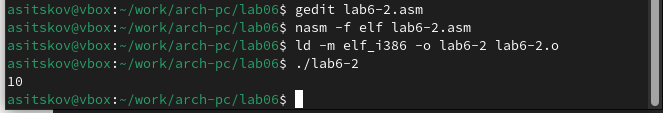 asitskov@vbox:~/work/arch-pc/lab06$ gedit lab6-2.asm
asitskov@vbox:~/work/arch-pc/lab06$ nasm -f elf lab6-2.asm
asitskov@vbox:~/work/arch-pc/lab06$ ld -m elf_i386 -o lab6-2 lab6-2.o
asitskov@vbox:~/work/arch-pc/lab06$ ./lab6-2
10
asitskov@vbox:~/work/arch-pc/lab06$